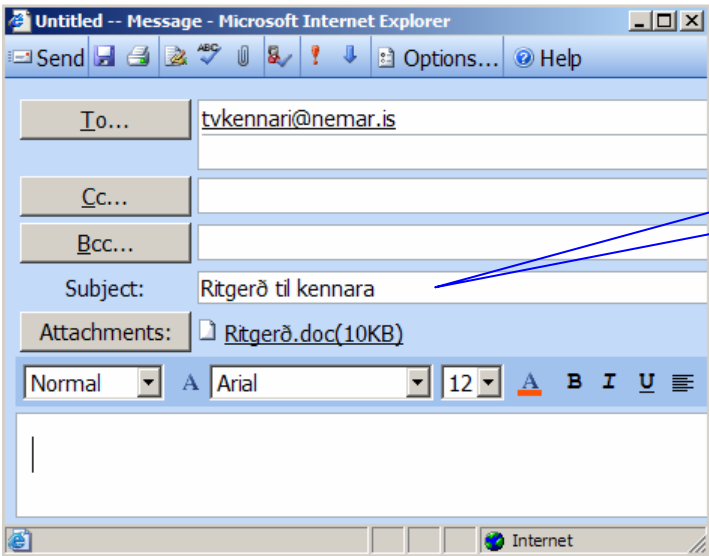 Untitled -- Message - Microsoft Internet Explorer
Send ABC Options... Help
To... tvkennari@nemar.is
Cc...
Bcc...
Subject: Ritgerð til kennara
Attachments: Ritgerð.doc(10KB)
Normal A Arial 12 A B I U
Internet